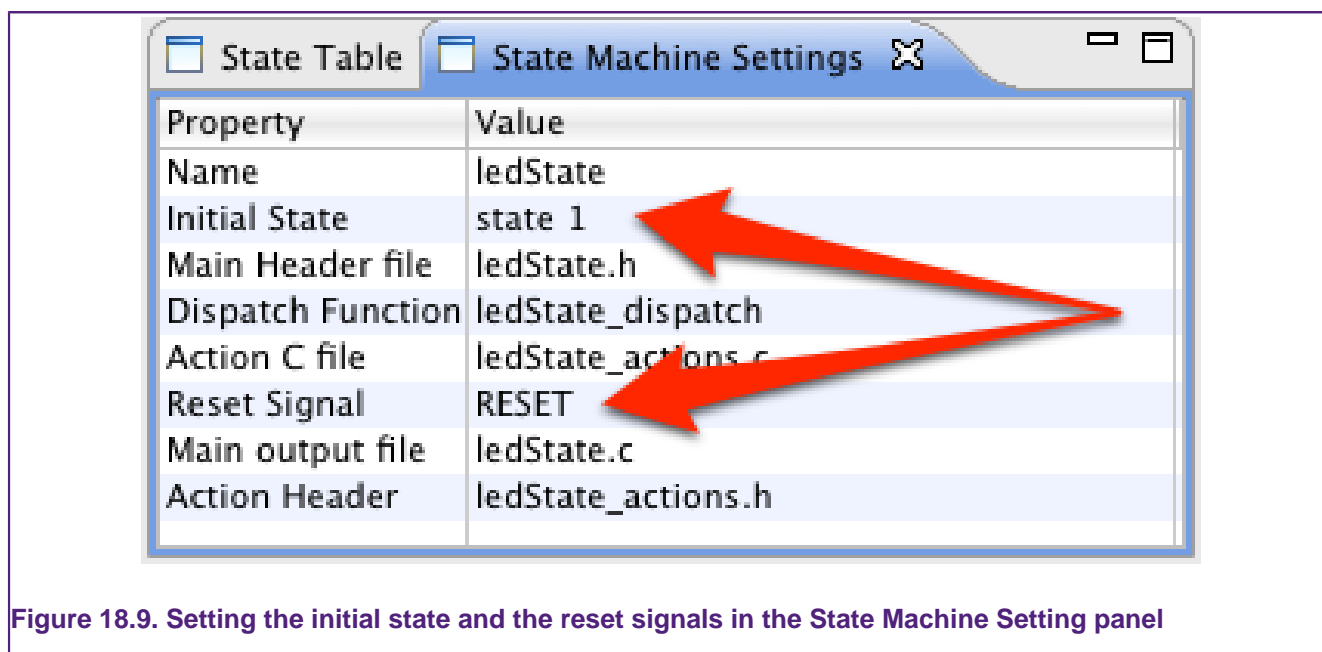 State Table State Machine Settings
Property Value
Name ledState
Initial State state 1
Main Header file ledState.h
Dispatch Function ledState_dispatch
Action C file ledState_actions.c
Reset Signal RESET
Main output file ledState.c
Action Header ledState_actions.h
Figure 18.9. Setting the initial state and the reset signals in the State Machine Setting panel